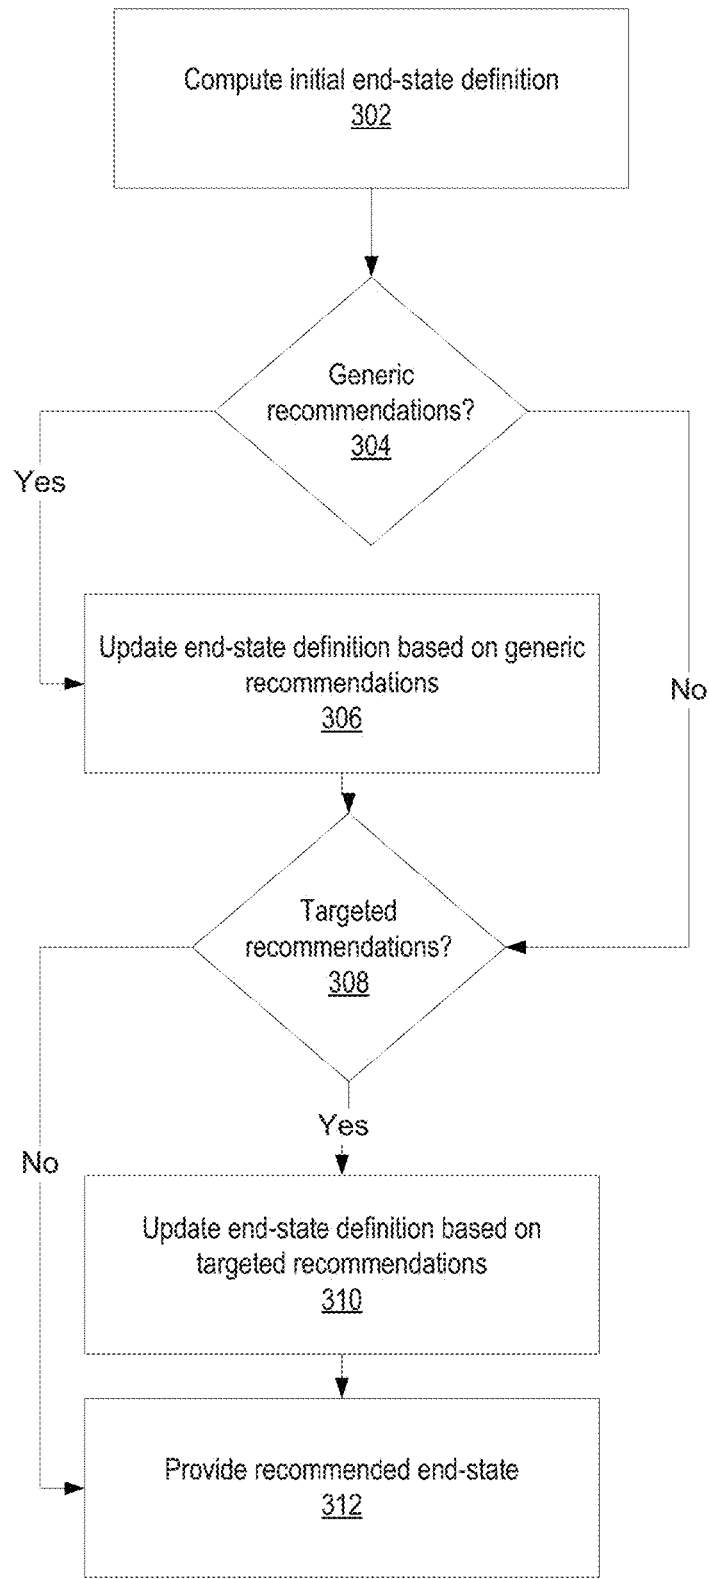 Compute initial end-state definition
302
Generic
recommendations?
304
Yes
Update end-state definition based on generic
recommendations
306
No
Targeted
recommendations?
308
Yes
No
Update end-state definition based on
targeted recommendations
310
Provide recommended end-state
312